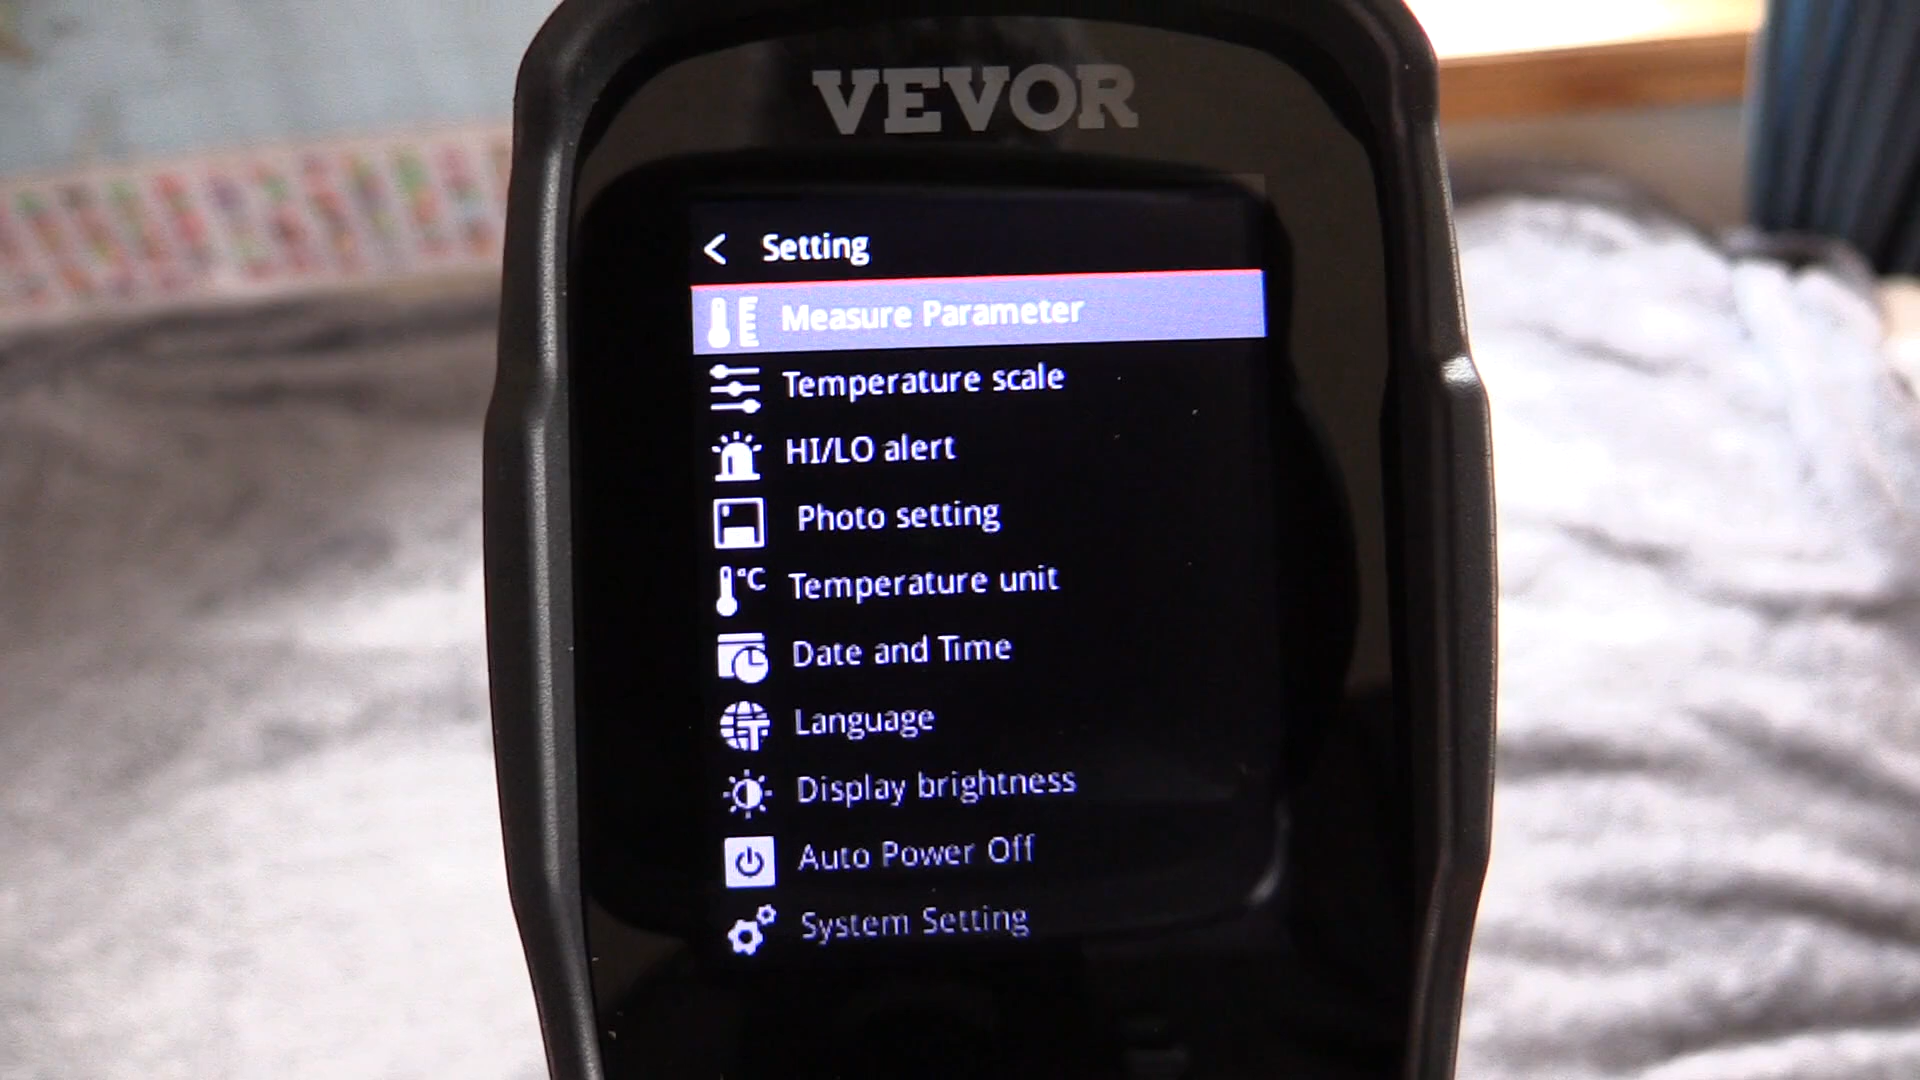 VEVOR
< Setting
Measure Parameter
Temperature scale
HI/LO alert
Photo setting
°C Temperature unit
Date and Time
Language
Display brightness
Auto Power Off
System Setting